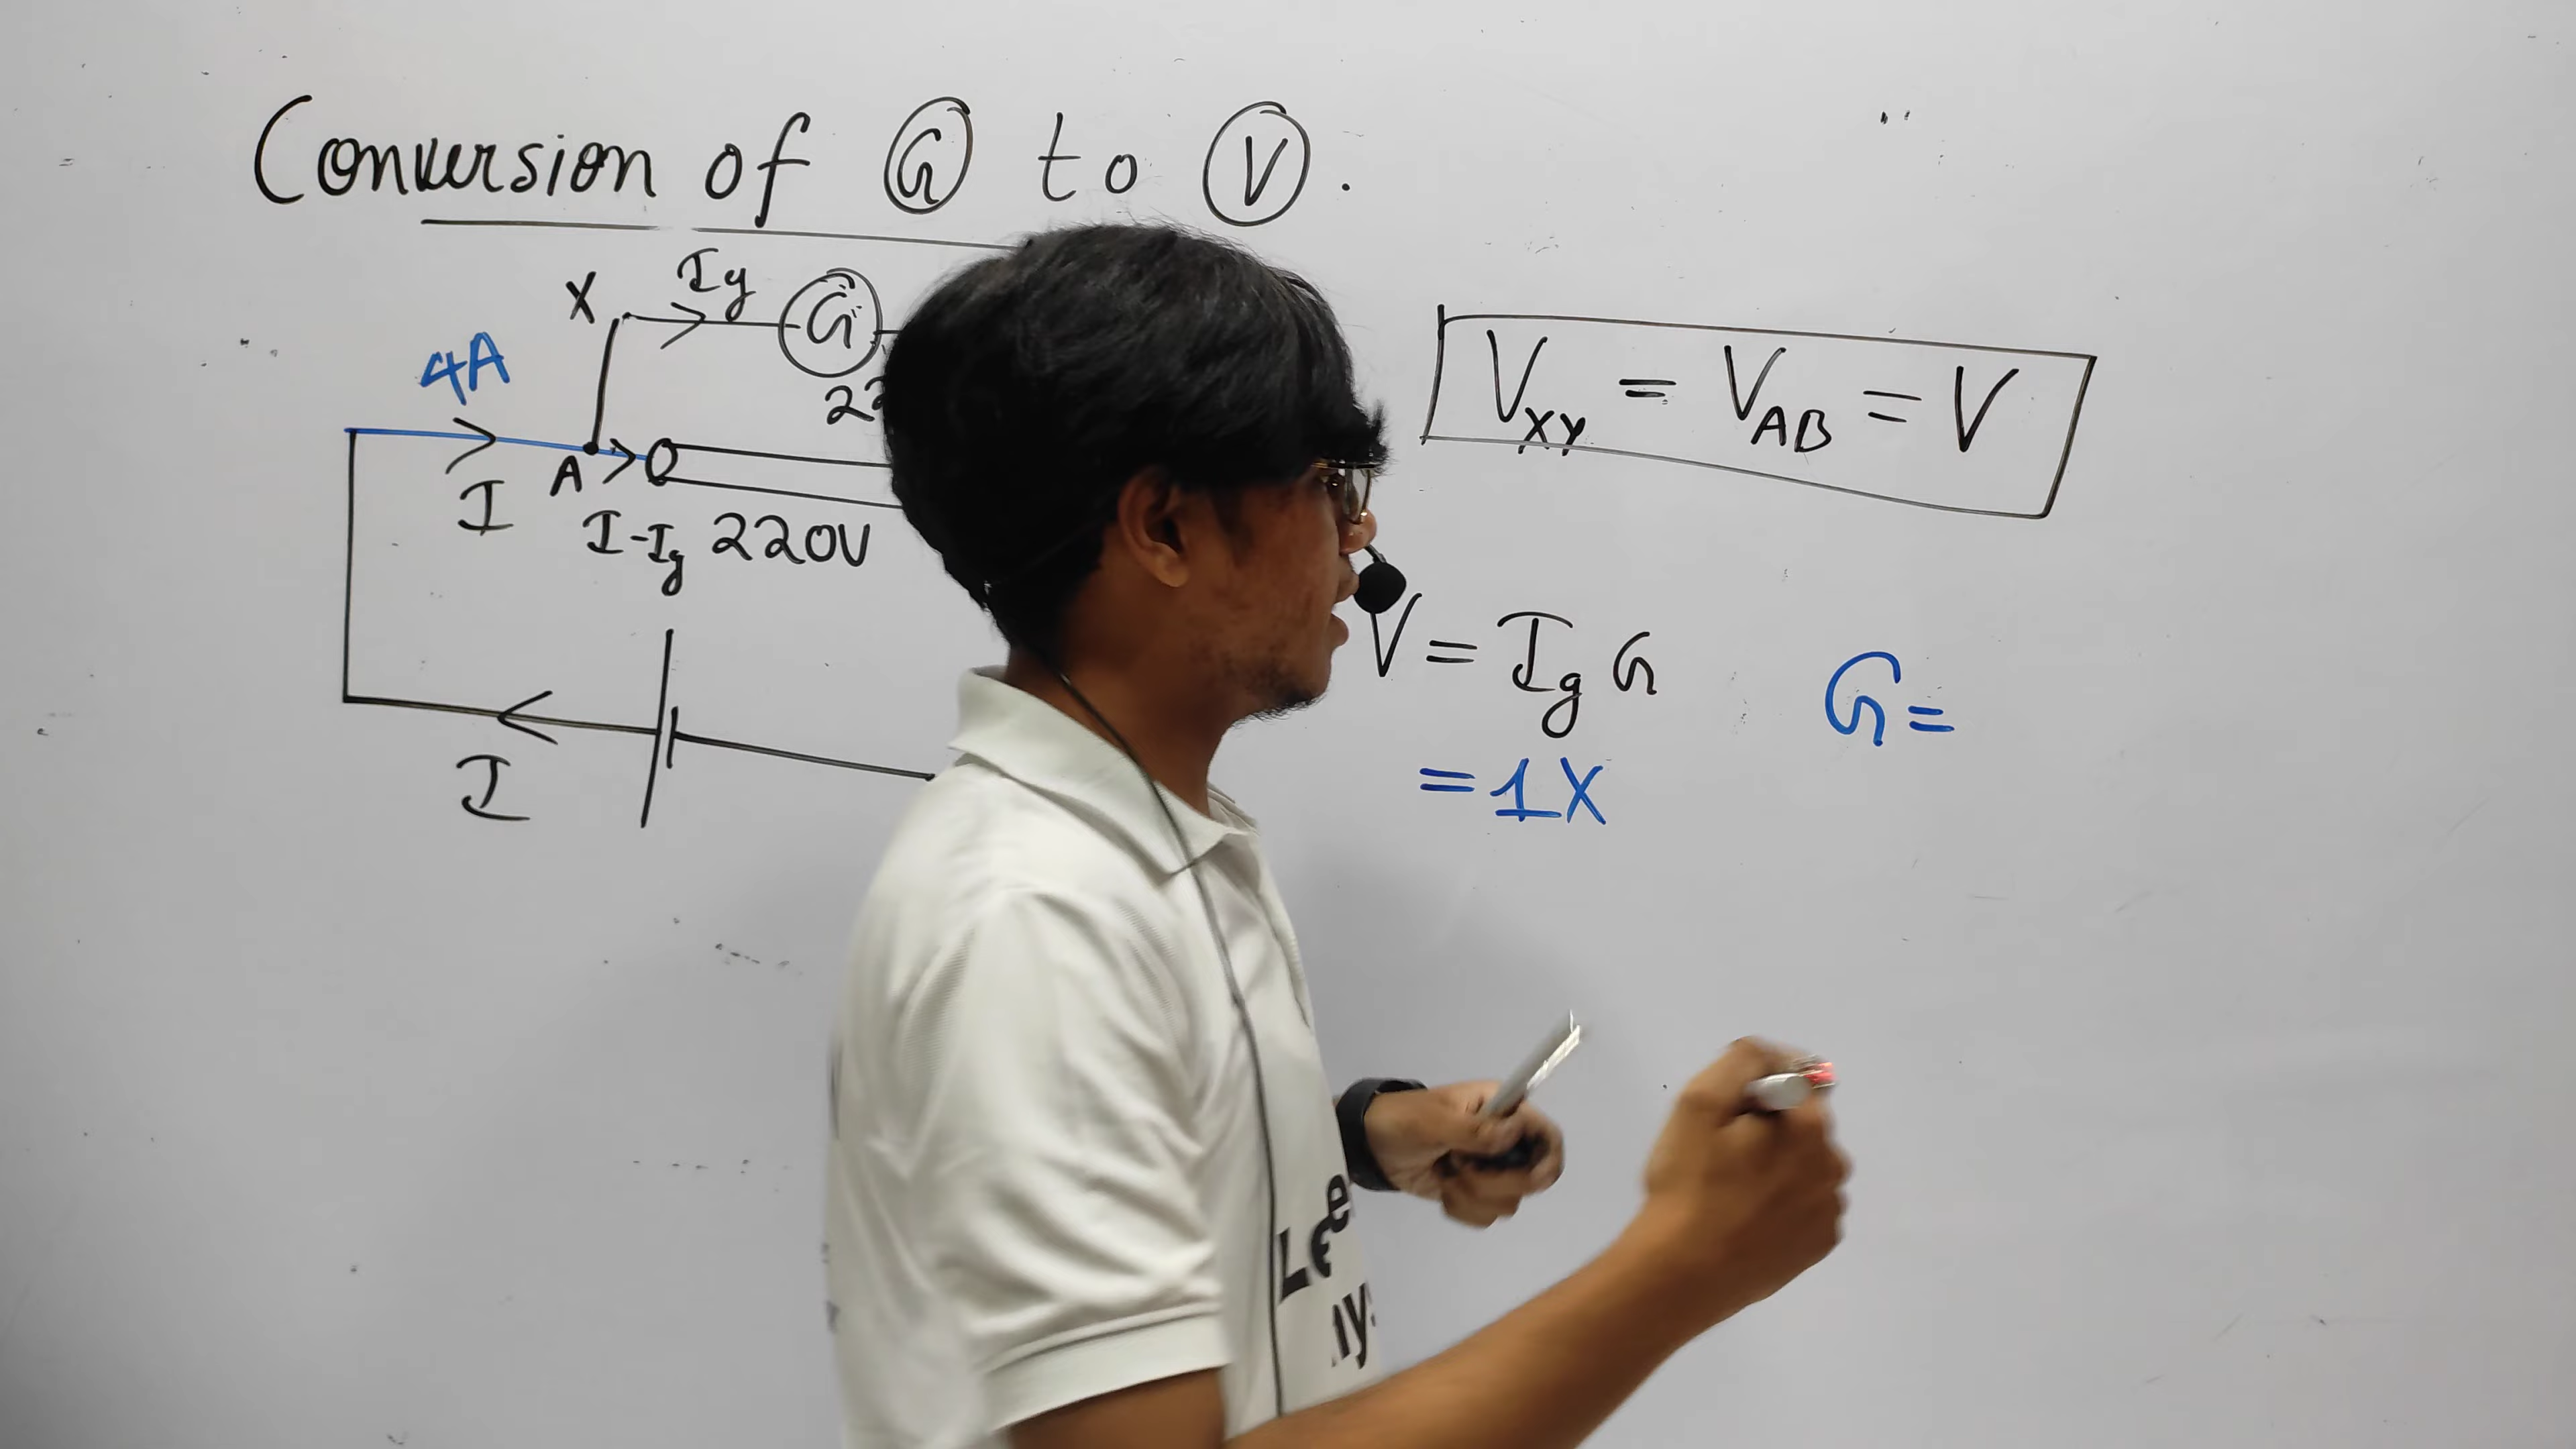 Conversion of G to V.
X Ig G
4A
22
A
I
I-Ig 220V
I
VXY = VAB = V
V = Ig G
= 1X
G =